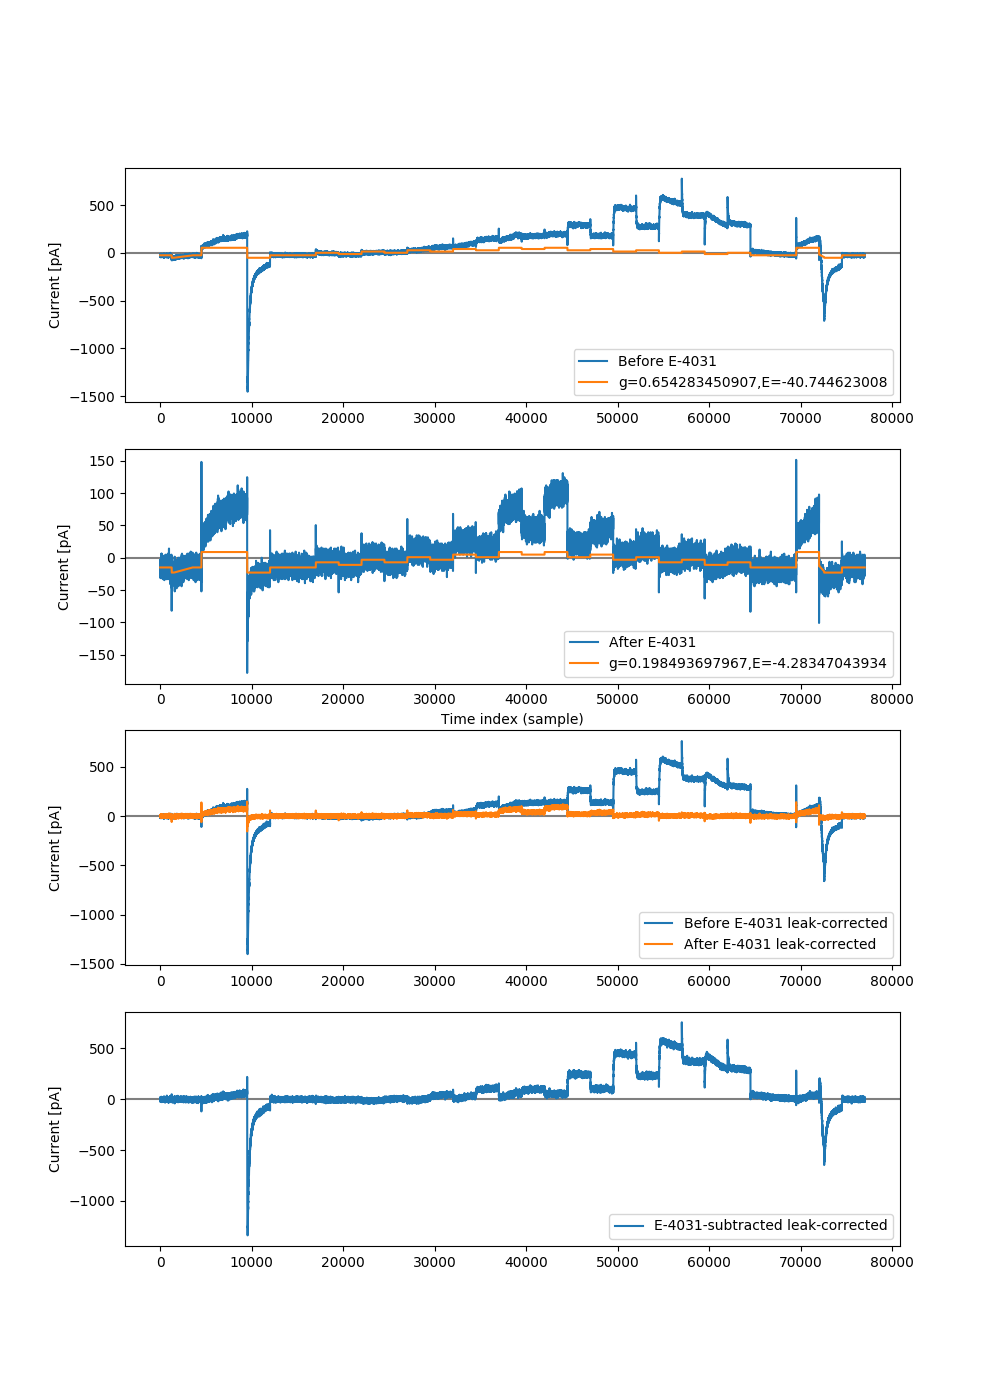 500
0
−500
−1000
−1500
Current [pA]
Before E-4031
g=0.654283450907,E=-40.744623008
0 10000 20000 30000 40000 50000 60000 70000 80000
150
100
50
0
−50
−100
−150
Current [pA]
After E-4031
g=0.198493697967,E=-4.28347043934
0 10000 20000 30000 40000 50000 60000 70000 80000
Time index (sample)
500
0
−500
−1000
−1500
Current [pA]
Before E-4031 leak-corrected
After E-4031 leak-corrected
0 10000 20000 30000 40000 50000 60000 70000 80000
500
0
−500
−1000
Current [pA]
E-4031-subtracted leak-corrected
0 10000 20000 30000 40000 50000 60000 70000 80000